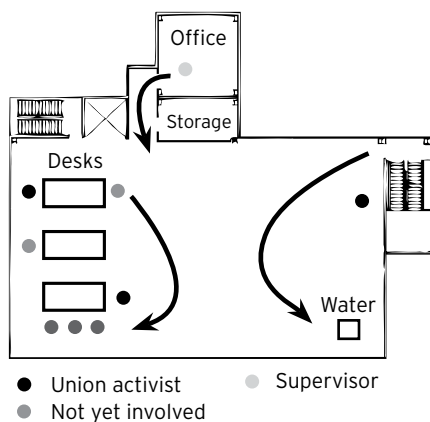 Office
Storage
Desks
Water
Union activist
Supervisor
Not yet involved